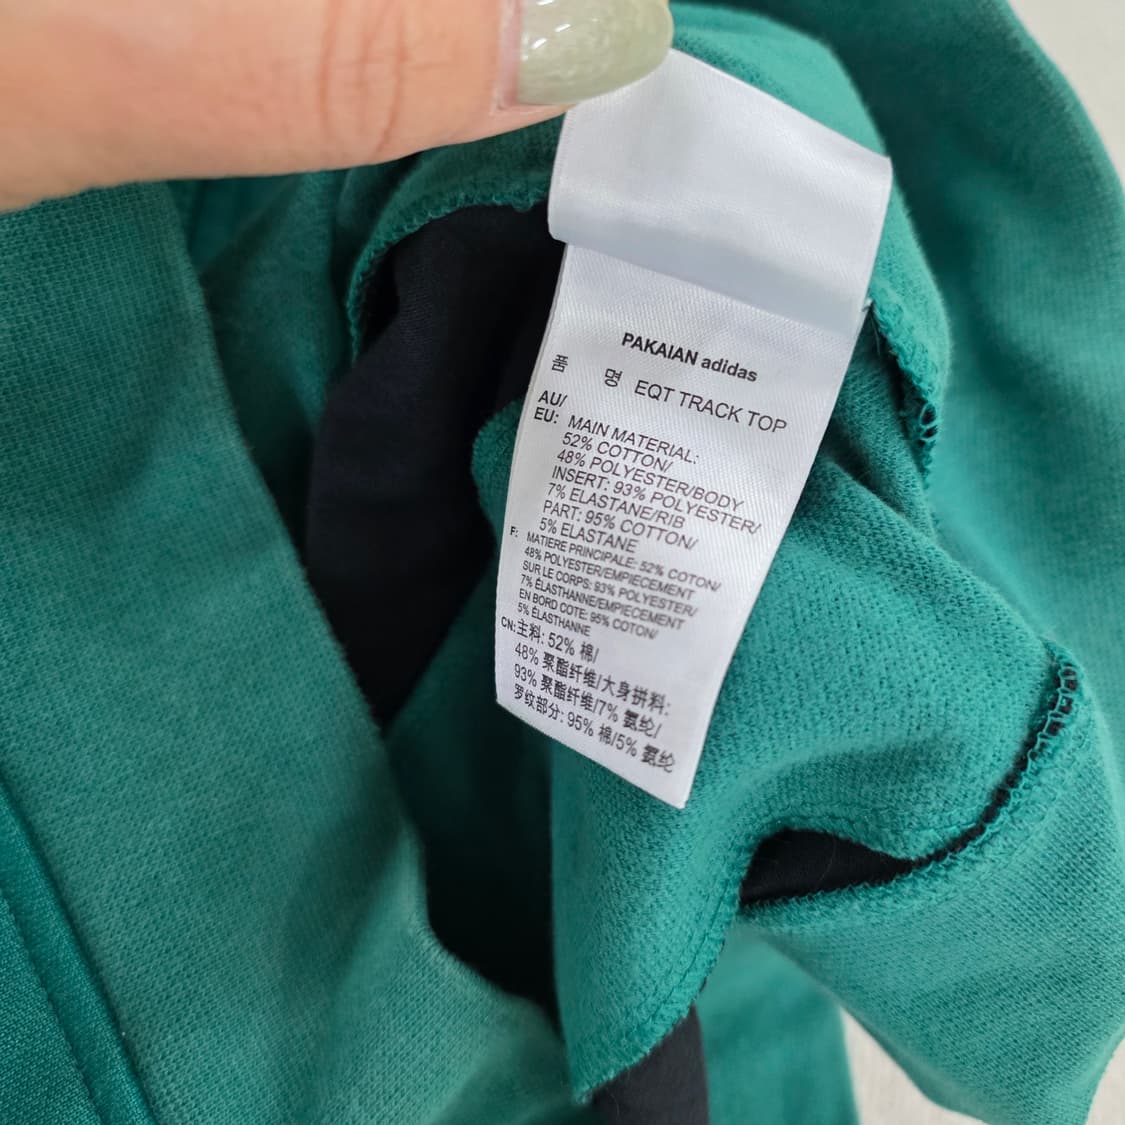 PAKAIAN adidas
품 명 EQT TRACK TOP
AU/
EU: MAIN MATERIAL:
52% COTTON/
48% POLYESTER/BODY
INSERT: 93% POLYESTER/
7% ELASTANE/RIB
PART: 95% COTTON/
5% ELASTANE
F: MATIERE PRINCIPALE: 52% COTON/
48% POLYESTER/EMPIECEMENT
SUR LE CORPS: 93% POLYESTER/
7% ÉLASTHANNE/EMPIECEMENT
EN BORD COTE: 95% COTON/
5% ÉLASTHANNE
CN: 主料: 52% 棉/
48% 聚酯纤维/大身拼料:
93% 聚酯纤维/7% 氨纶/
罗纹部分: 95% 棉/5% 氨纶